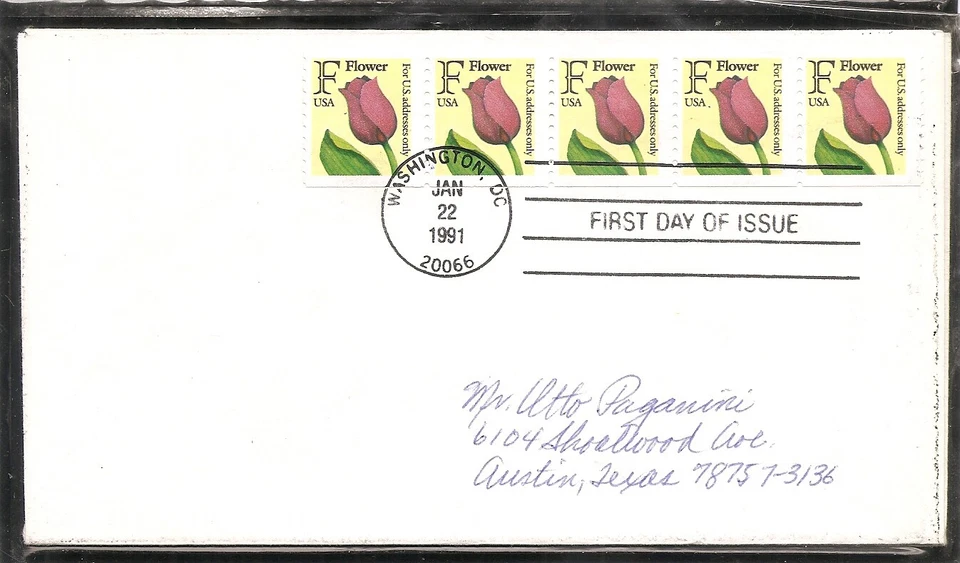 F Flower USA For U.S. addresses only
F Flower USA For U.S. addresses only
F Flower USA For U.S. addresses only
F Flower USA For U.S. addresses only
F Flower USA For U.S. addresses only
WASHINGTON, DC
JAN
22
1991
20066
FIRST DAY OF ISSUE
Mr. Otto Paganini
6104 Shoalwood Ave.
Austin, Texas 78757-3136